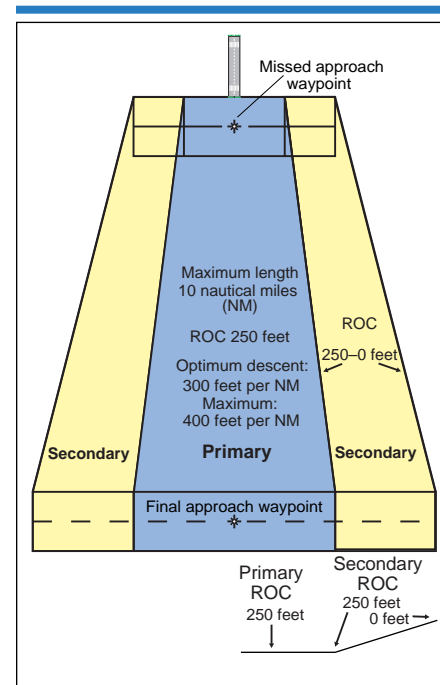 Missed approach
waypoint
Maximum length
10 nautical miles
(NM)
ROC 250 feet
Optimum descent:
300 feet per NM
Maximum:
400 feet per NM
ROC
250–0 feet
Secondary
Primary
Secondary
Final approach waypoint
Primary
ROC
250 feet
Secondary
ROC
250 feet
0 feet